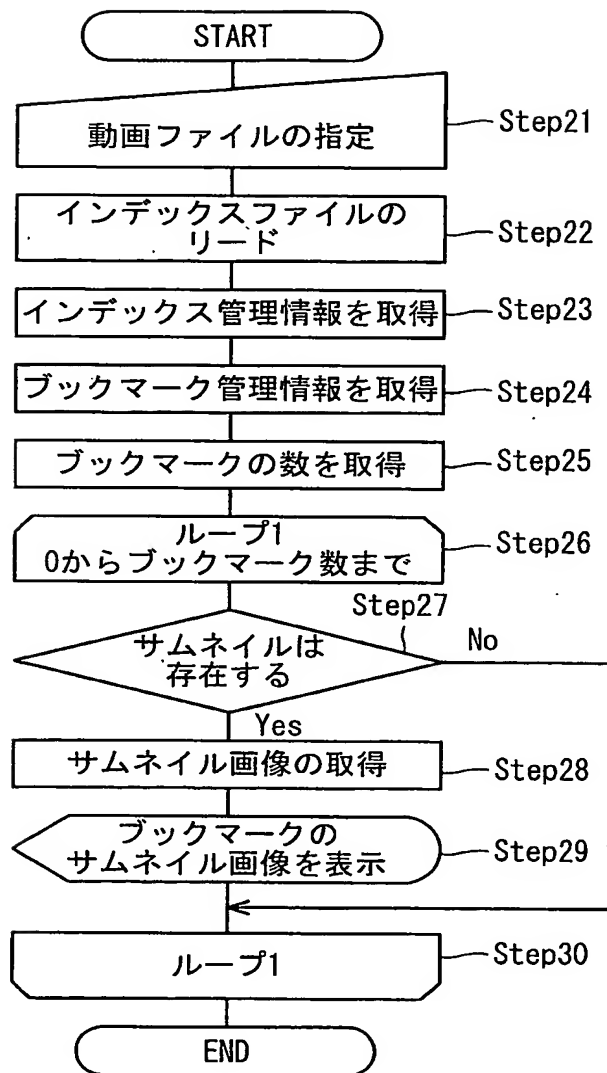 START
動画ファイルの指定
Step21
インデックスファイルの
リード
Step22
インデックス管理情報を取得
Step23
ブックマーク管理情報を取得
Step24
ブックマークの数を取得
Step25
ループ1
0からブックマーク数まで
Step26
Step27
サムネイルは
存在する
No
Yes
サムネイル画像の取得
Step28
ブックマークの
サムネイル画像を表示
Step29
ループ1
Step30
END